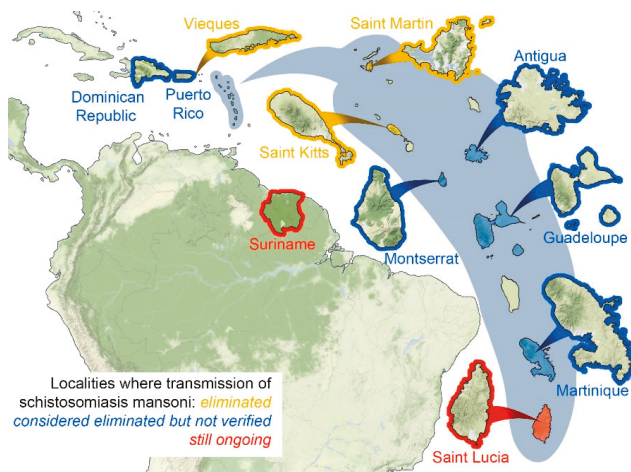 Vieques
Saint Martin
Antigua
Dominican
Republic
Puerto
Rico
Saint Kitts
Suriname
Montserrat
Guadeloupe
Martinique
Saint Lucia
Localities where transmission of
schistosomiasis mansoni: eliminated
considered eliminated but not verified
still ongoing